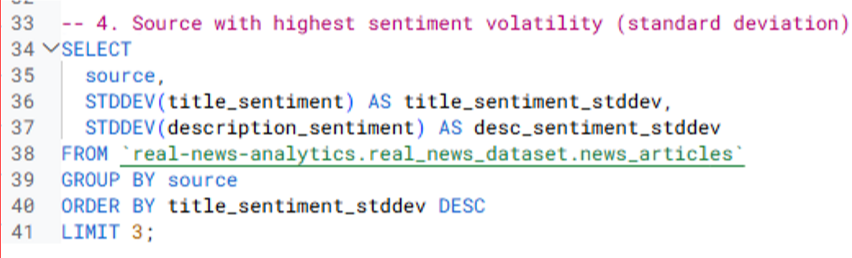 33 -- 4. Source with highest sentiment volatility (standard deviation)
34 SELECT
35 source,
36 STDDEV(title_sentiment) AS title_sentiment_stddev,
37 STDDEV(description_sentiment) AS desc_sentiment_stddev
38 FROM `real-news-analytics.real_news_dataset.news_articles`
39 GROUP BY source
40 ORDER BY title_sentiment_stddev DESC
41 LIMIT 3;